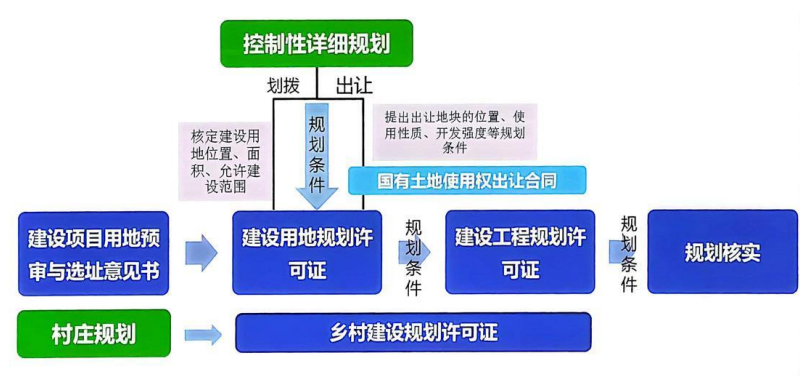 控制性详细规划
划拨
出让
规划条件
核定建设用
地位置、面
积、允许建
设范围
提出出让地块的位置、使
用性质、开发强度等规划
条件
国有土地使用权出让合同
建设项目用地预
审与选址意见书
建设用地规划许
可证
规划条件
建设工程规划许
可证
规划条件
规划核实
村庄规划
乡村建设规划许可证